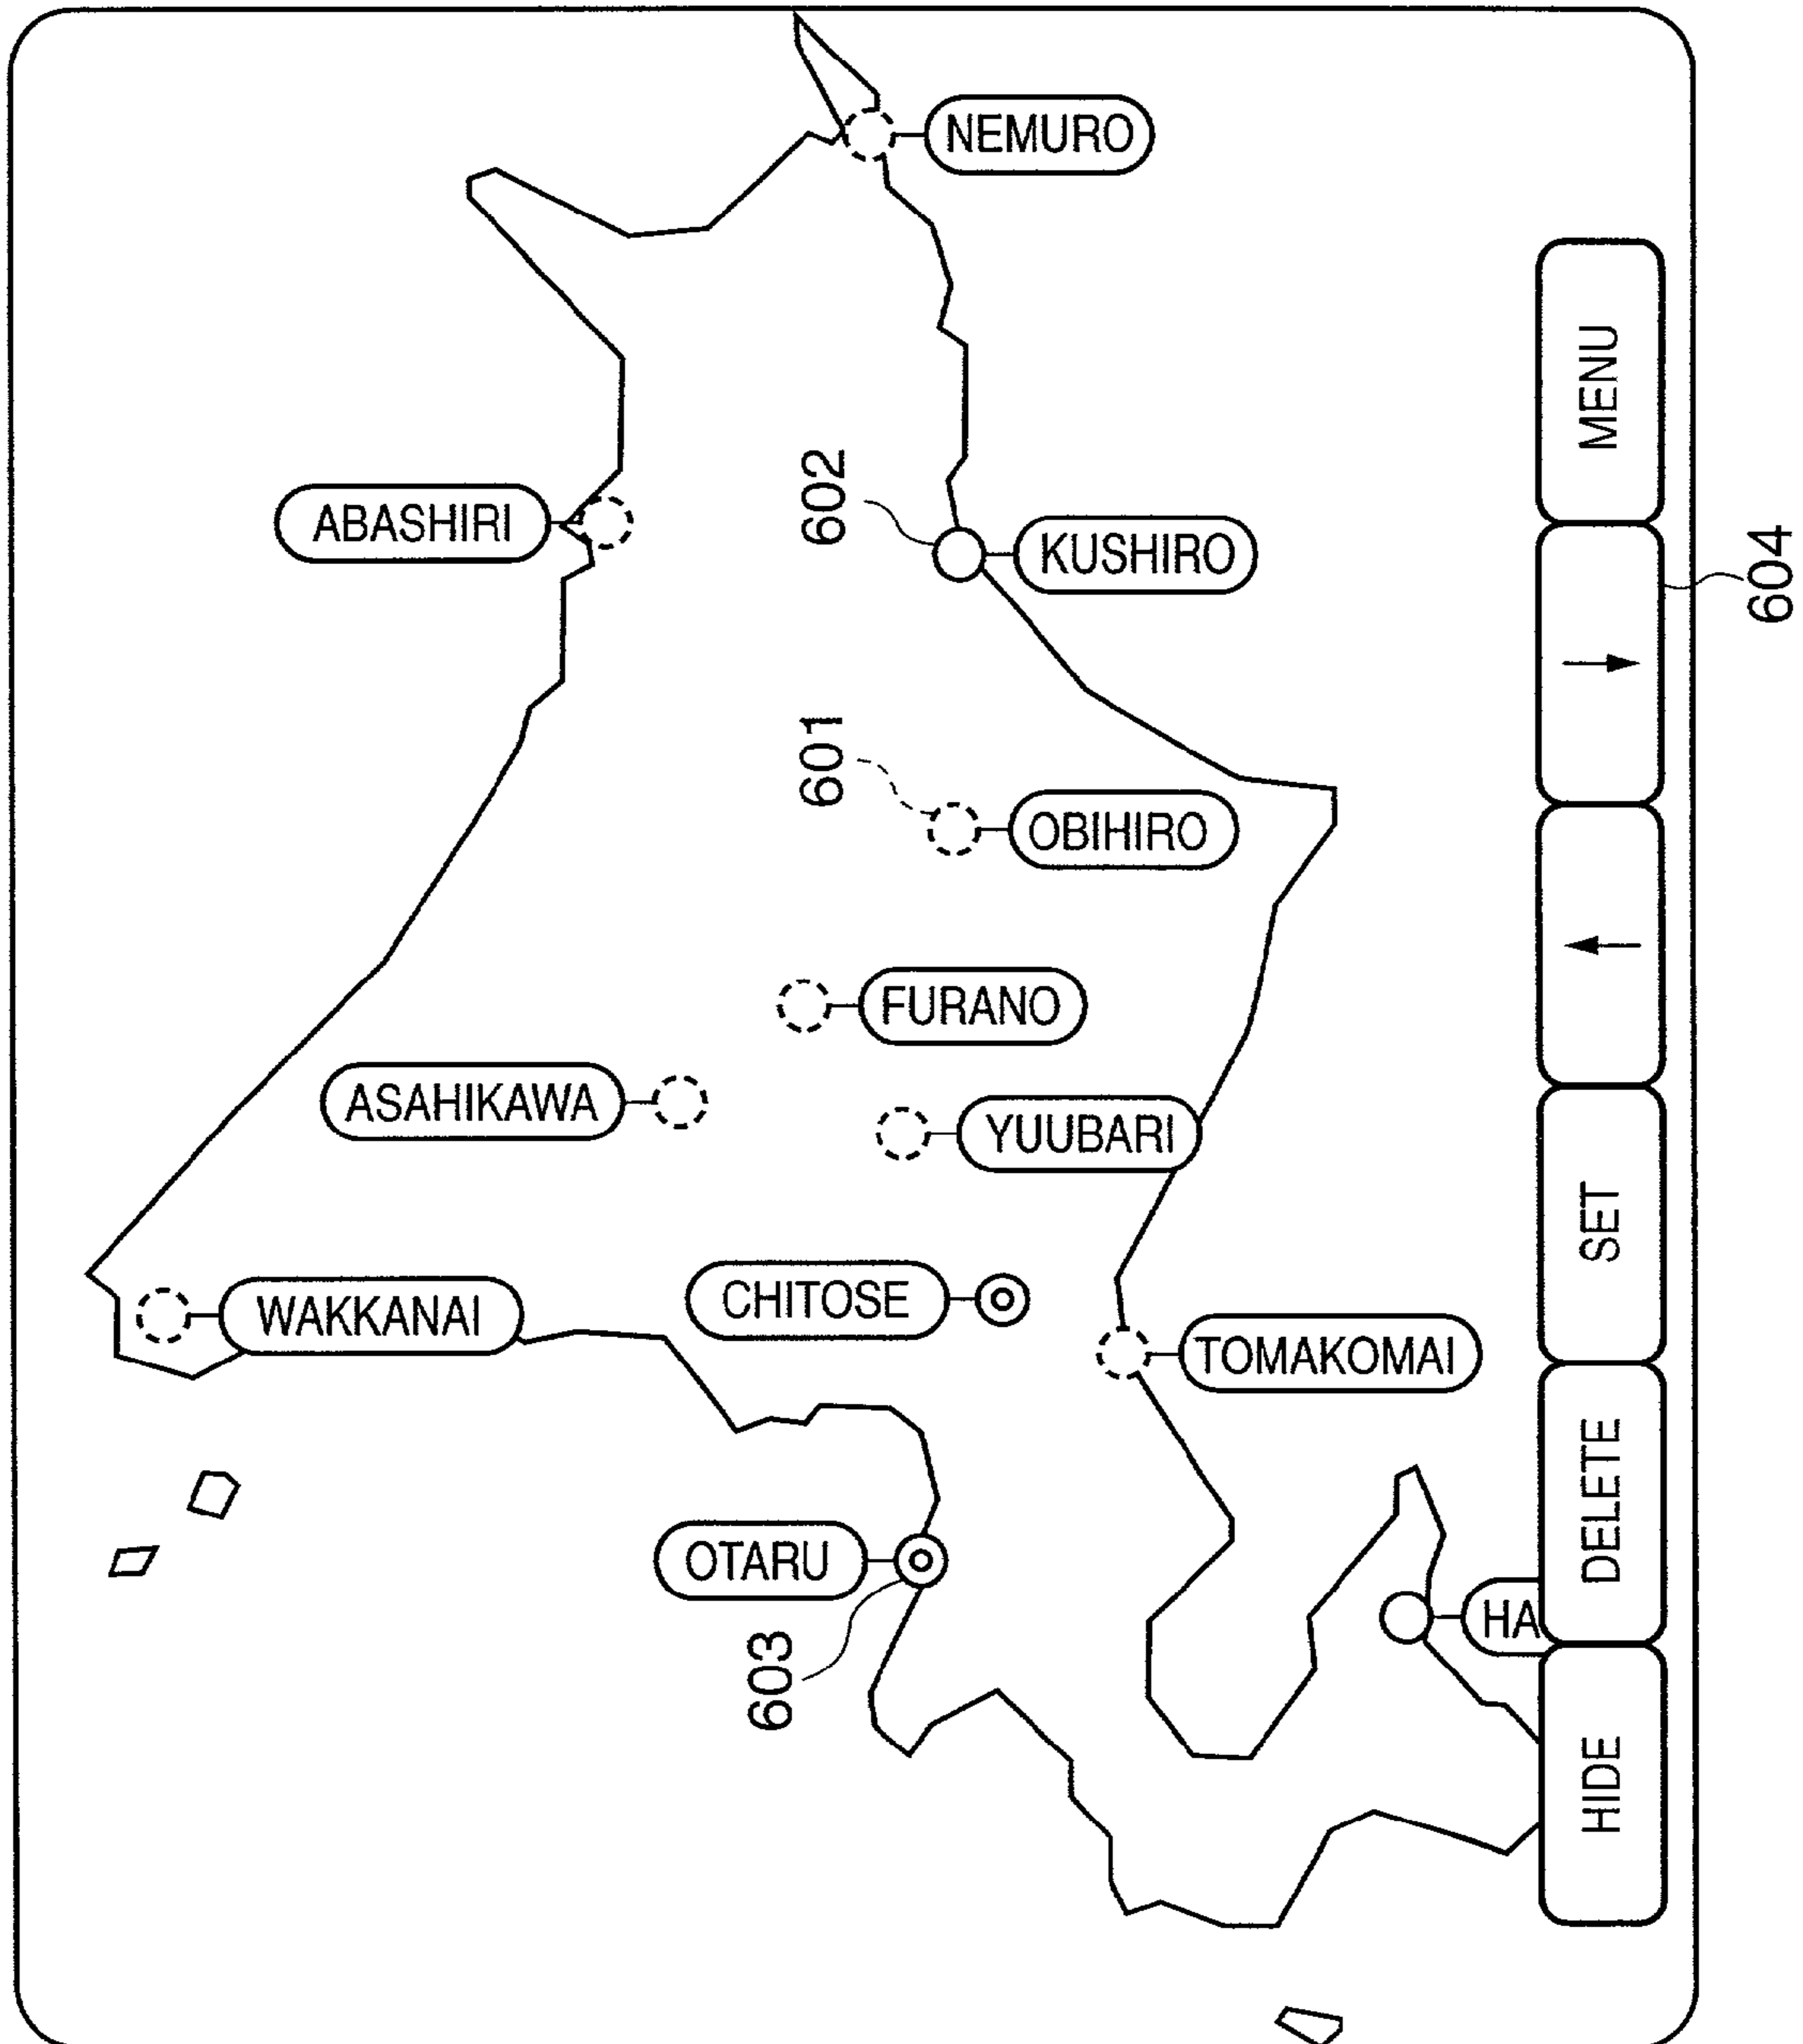 NEMURO
ABASHIRI
602
KUSHIRO
601
OBIHIRO
FURANO
ASAHIKAWA
YUUBARI
WAKKANAI
CHITOSE
TOMAKOMAI
OTARU
603
HA
HIDE
DELETE
SET
↑
↓
MENU
604